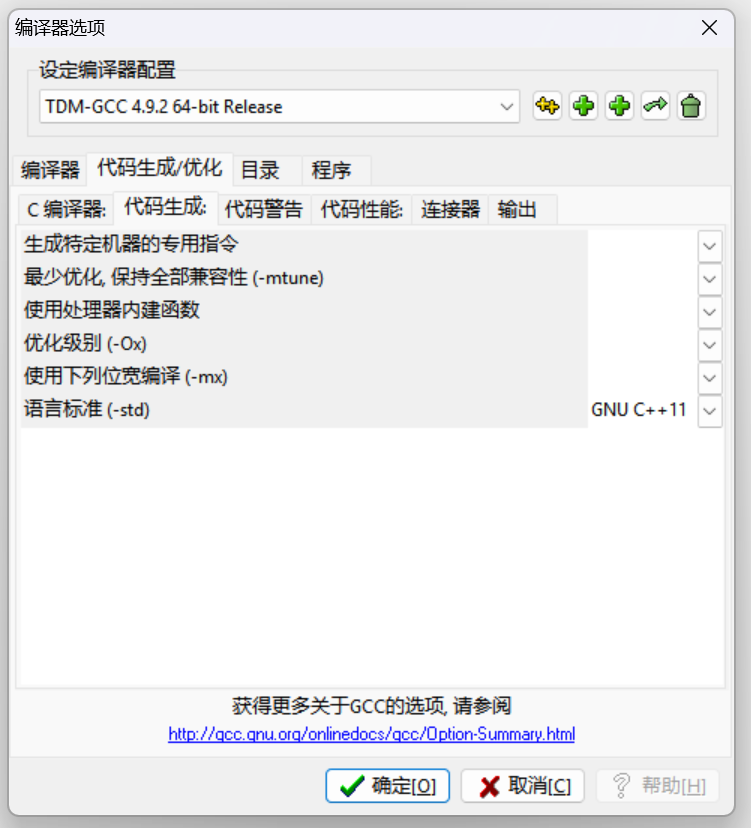 编译器选项
设定编译器配置
TDM-GCC 4.9.2 64-bit Release
编译器 代码生成/优化 目录 程序
C 编译器: 代码生成: 代码警告 代码性能: 连接器 输出
生成特定机器的专用指令
最少优化, 保持全部兼容性 (-mtune)
使用处理器内建函数
优化级别 (-Ox)
使用下列位宽编译 (-mx)
语言标准 (-std) GNU C++11
获得更多关于GCC的选项, 请参阅
http://gcc.gnu.org/onlinedocs/gcc/Option-Summary.html
确定[O] 取消[C] 帮助[H]